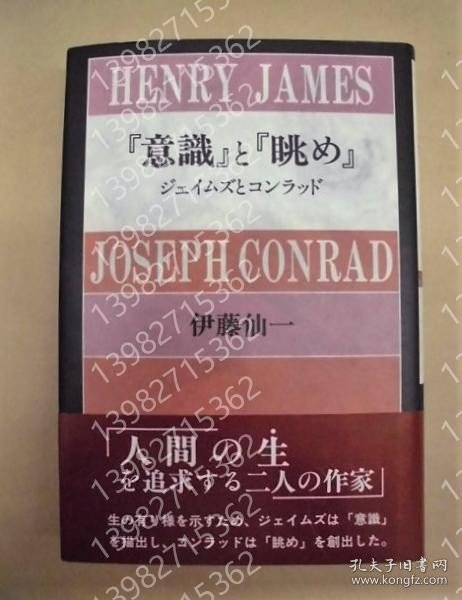 HENRY JAMES
『意識』と『眺め』
ジェイムズとコンラッド
JOSEPH CONRAD
伊藤仙一
「人間の生
を追求する二人の作家」
生の有り様を示すため、ジェイムズは「意識」
を描出し、コンラッドは「眺め」を創出した。
13982715362
孔夫子旧书网
www.kongfz.com